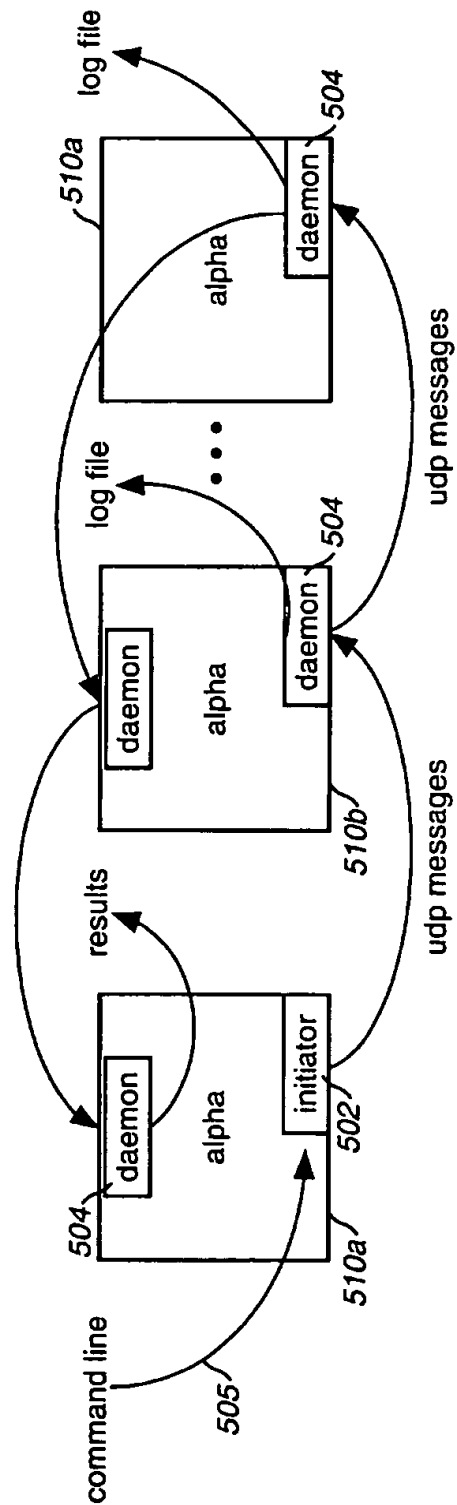 command line
505
510a
504
daemon
alpha
initiator
502
results
udp messages
510b
daemon
alpha
daemon
504
log file
udp messages
510a
alpha
daemon
504
log file